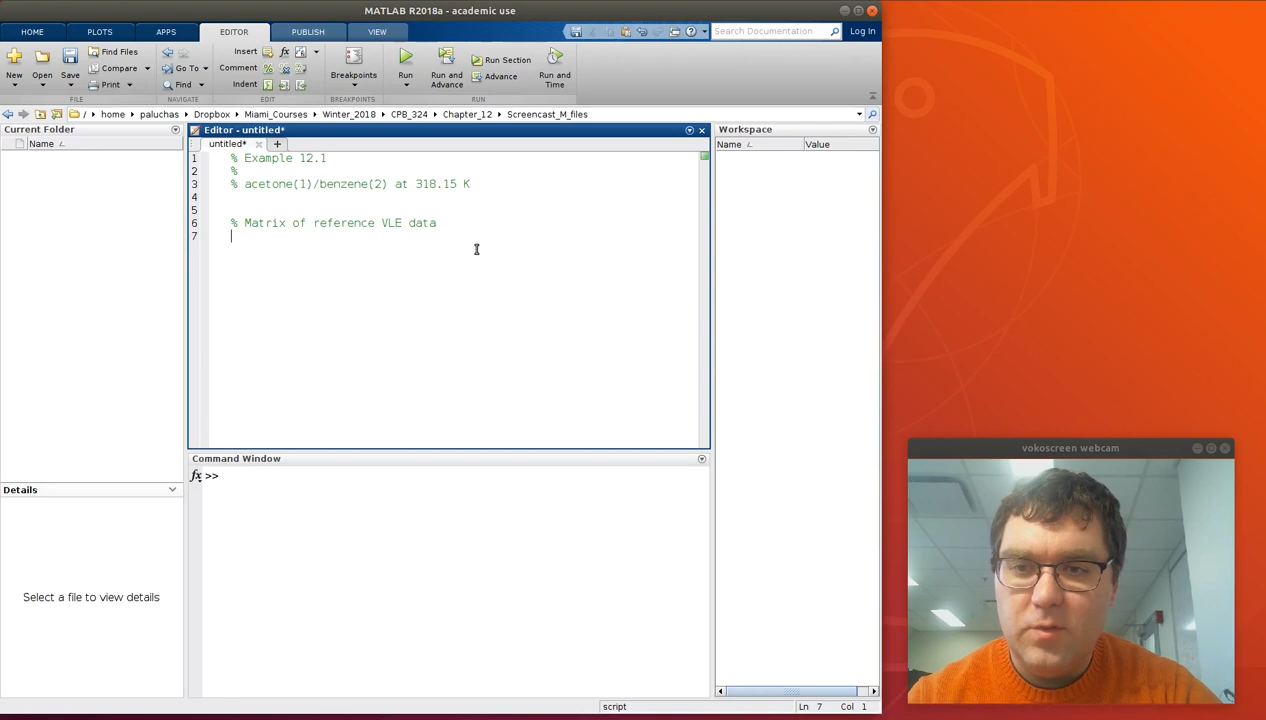 MATLAB R2018a - academic use
HOME PLOTS APPS EDITOR PUBLISH VIEW Search Documentation Log In
New Open Save Find Files Compare Print
Go To Find
Insert fx
Comment
Indent
Breakpoints
Run Run and Advance Run Section Advance Run and Time
FILE NAVIGATE EDIT BREAKPOINTS RUN
/ home paluchas Dropbox Miami_Courses Winter_2018 CPB_324 Chapter_12 Screencast_M_files
Current Folder
Name
Editor - untitled*
untitled* +
1 % Example 12.1
2 %
3 % acetone(1)/benzene(2) at 318.15 K
4
5
6 % Matrix of reference VLE data
7
Workspace
Name Value
Command Window
fx >>
Details
Select a file to view details
script Ln 7 Col 1
vokoscreen webcam